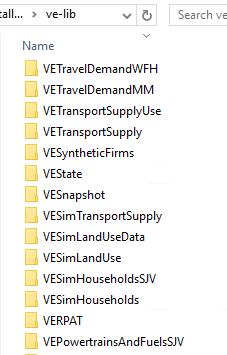 tall... › ve-lib
Search ve
Name
VETravelDemandWFH
VETravelDemandMM
VETransportSupplyUse
VETransportSupply
VESyntheticFirms
VEState
VESnapshot
VESimTransportSupply
VESimLandUseData
VESimLandUse
VESimHouseholdsSJV
VESimHouseholds
VERPAT
VEPowertrainsAndFuelsSJV